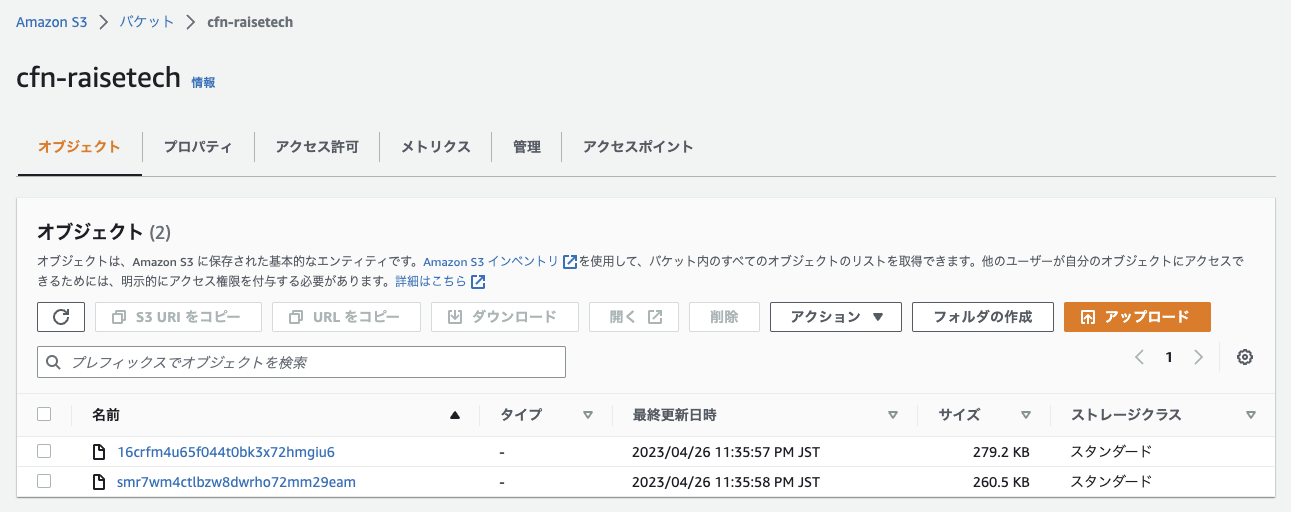 Amazon S3 > バケット > cfn-raisetech
cfn-raisetech 情報
オブジェクト プロパティ アクセス許可 メトリクス 管理 アクセスポイント
オブジェクト (2)
オブジェクトは、Amazon S3 に保存された基本的なエンティティです。Amazon S3 インベントリ を使用して、バケット内のすべてのオブジェクトのリストを取得できます。他のユーザーが自分のオブジェクトにアクセスで
きるためには、明示的にアクセス権限を付与する必要があります。詳細はこちら
S3 URI をコピー URL をコピー ダウンロード 開く 削除 アクション フォルダの作成 アップロード
プレフィックスでオブジェクトを検索 1
名前 タイプ 最終更新日時 サイズ ストレージクラス
16crfm4u65f044t0bk3x72hmgiu6 - 2023/04/26 11:35:57 PM JST 279.2 KB スタンダード
smr7wm4ctlbzw8dwrho72mm29eam - 2023/04/26 11:35:58 PM JST 260.5 KB スタンダード